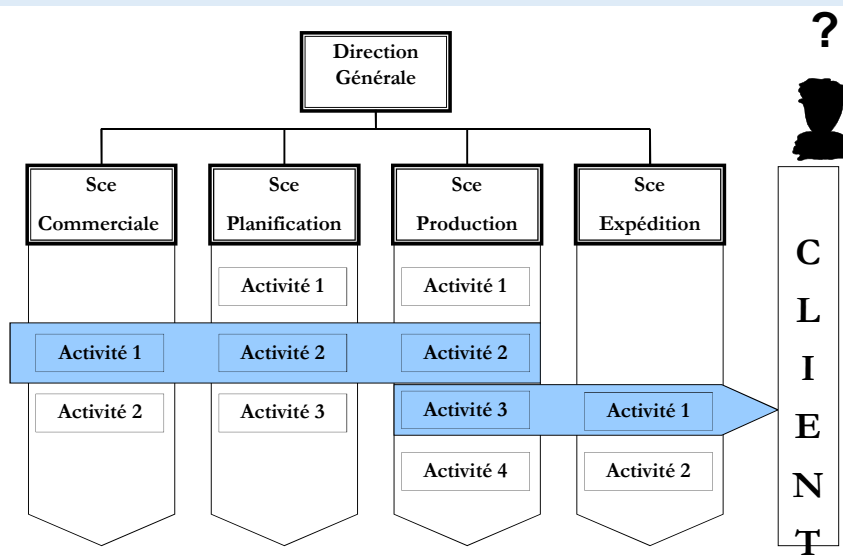 ?
Direction
Générale
Sce
Commerciale
Sce
Planification
Sce
Production
Sce
Expédition
Activité 1
Activité 1
Activité 1
Activité 2
Activité 2
Activité 2
Activité 3
Activité 3
Activité 1
Activité 4
Activité 2
C
L
I
E
N
T